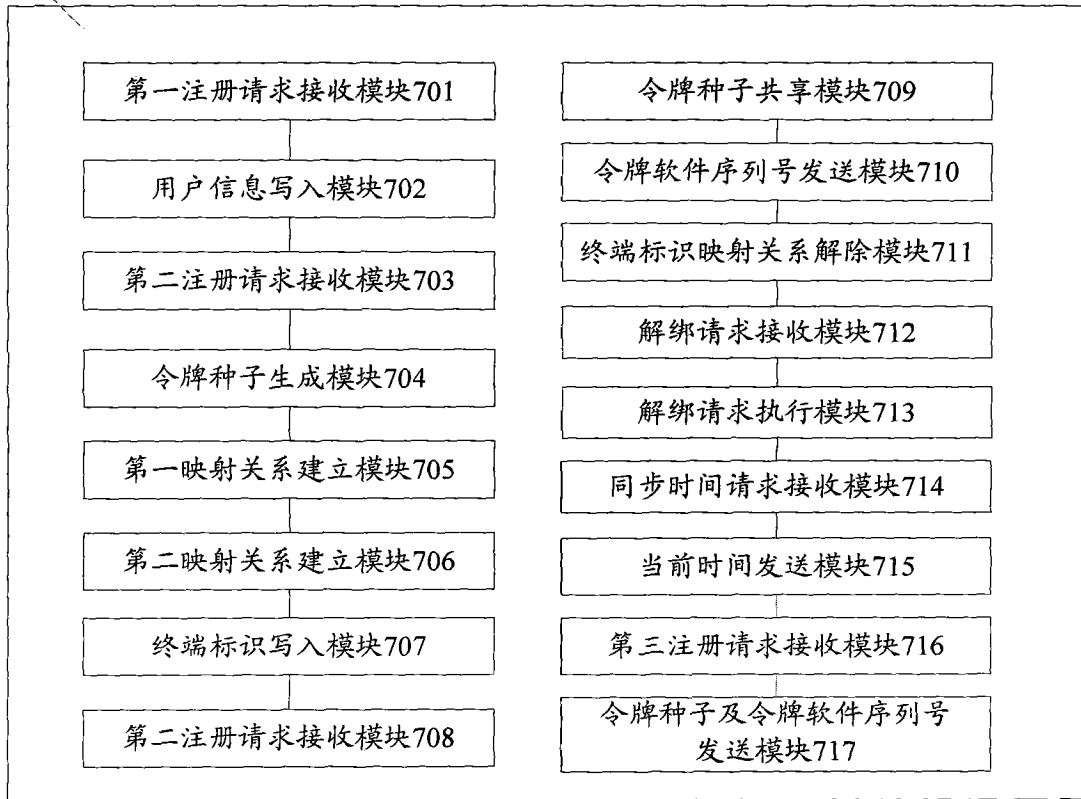 第一注册请求接收模块701
用户信息写入模块702
第二注册请求接收模块703
令牌种子生成模块704
第一映射关系建立模块705
第二映射关系建立模块706
终端标识写入模块707
第二注册请求接收模块708
令牌种子共享模块709
令牌软件序列号发送模块710
终端标识映射关系解除模块711
解绑请求接收模块712
解绑请求执行模块713
同步时间请求接收模块714
当前时间发送模块715
第三注册请求接收模块716
令牌种子及令牌软件序列号
发送模块717